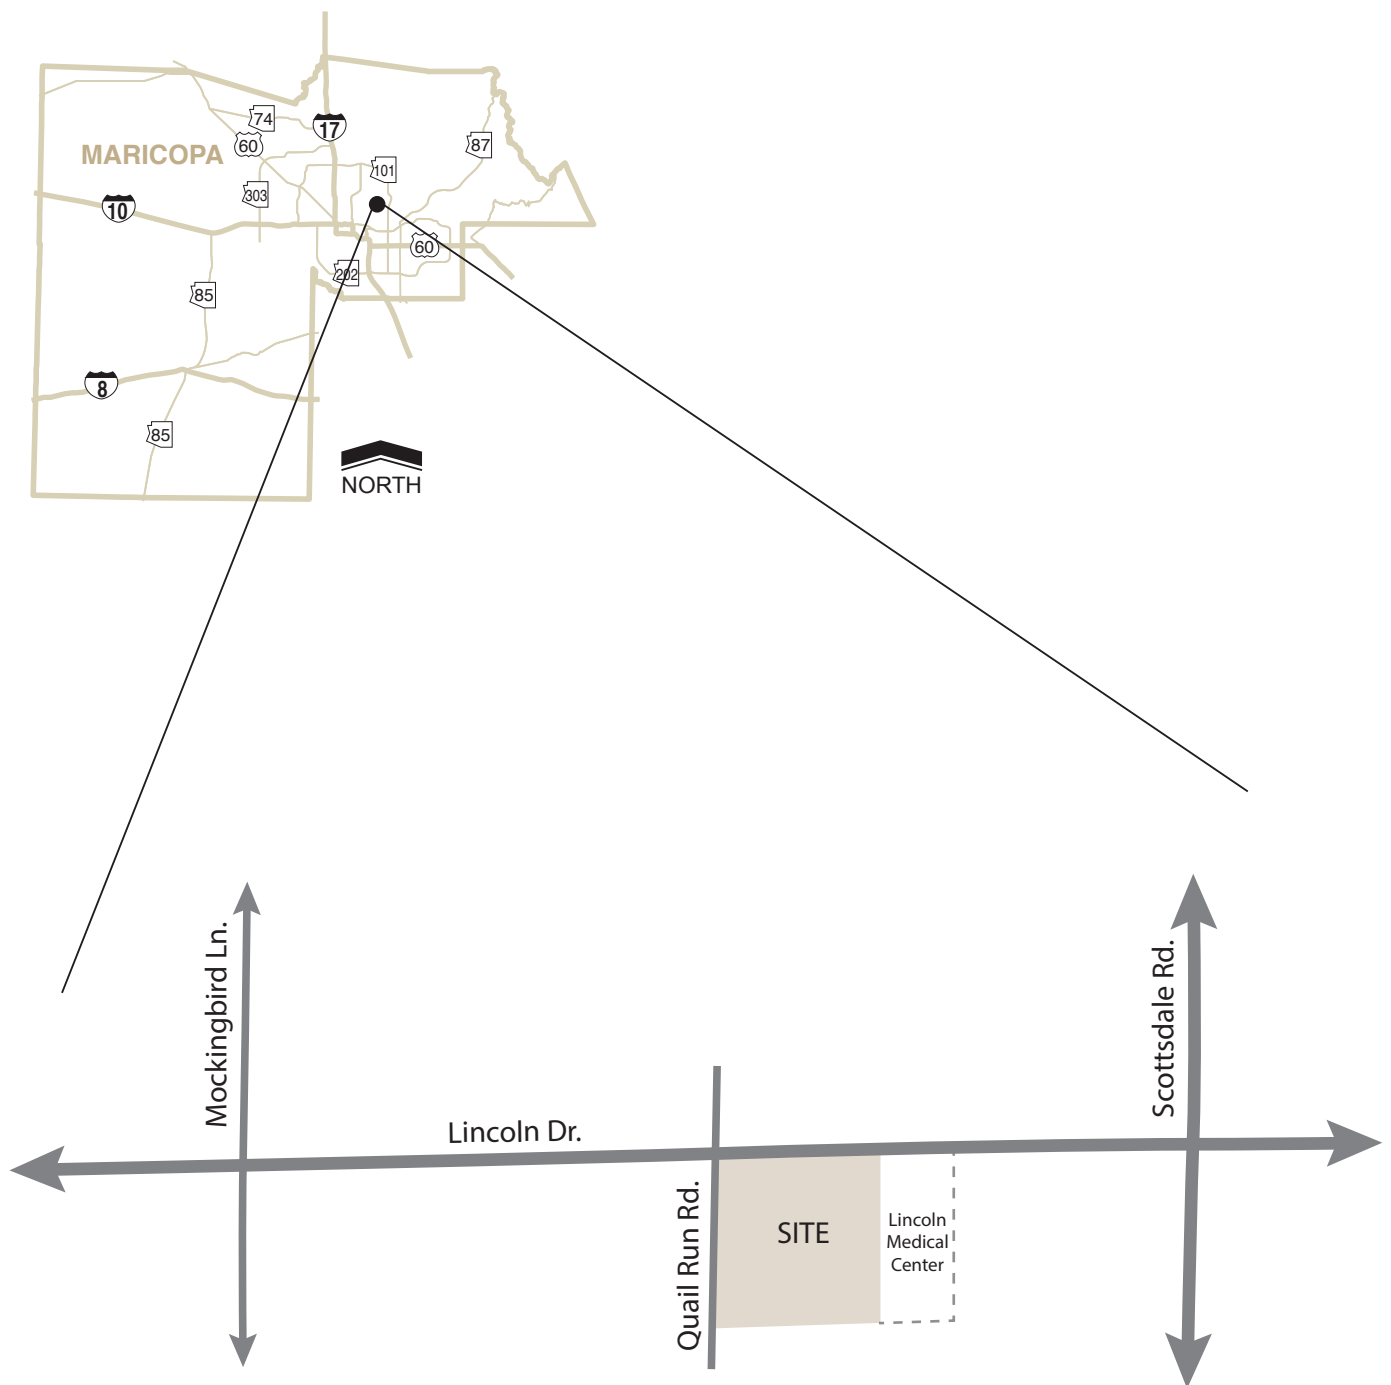 74
17
60
87
MARICOPA
101
303
10
60
202
85
8
85
NORTH
Mockingbird Ln.
Scottsdale Rd.
Lincoln Dr.
Quail Run Rd.
SITE
Lincoln
Medical
Center